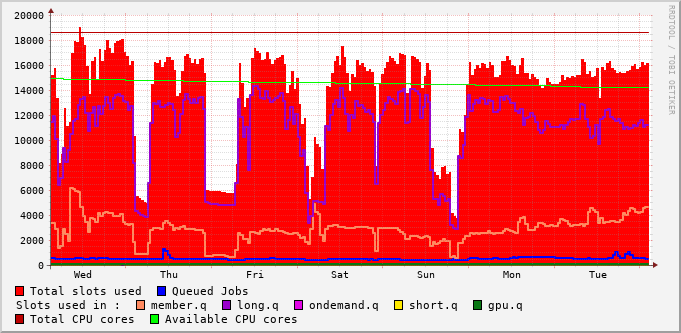 20000
18000
16000
14000
12000
10000
8000
6000
4000
2000
0
Wed Thu Fri Sat Sun Mon Tue
RRDTOOL / TOBI OETIKER
Total slots used Queued Jobs
Slots used in : member.q long.q ondemand.q short.q gpu.q
Total CPU cores Available CPU cores